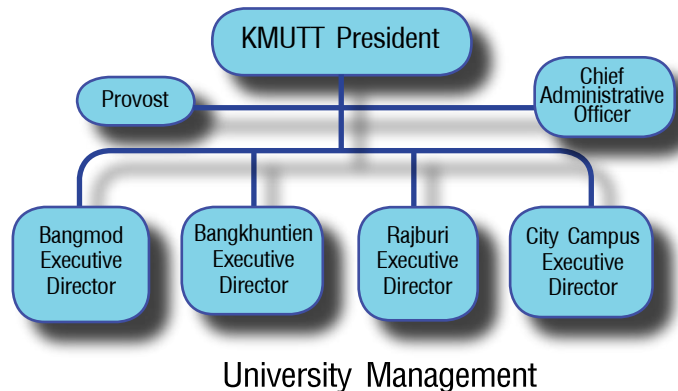 KMUTT President
Provost
Chief
Administrative
Officer
Bangmod
Executive
Director
Bangkhuntien
Executive
Director
Rajburi
Executive
Director
City Campus
Executive
Director
University Management